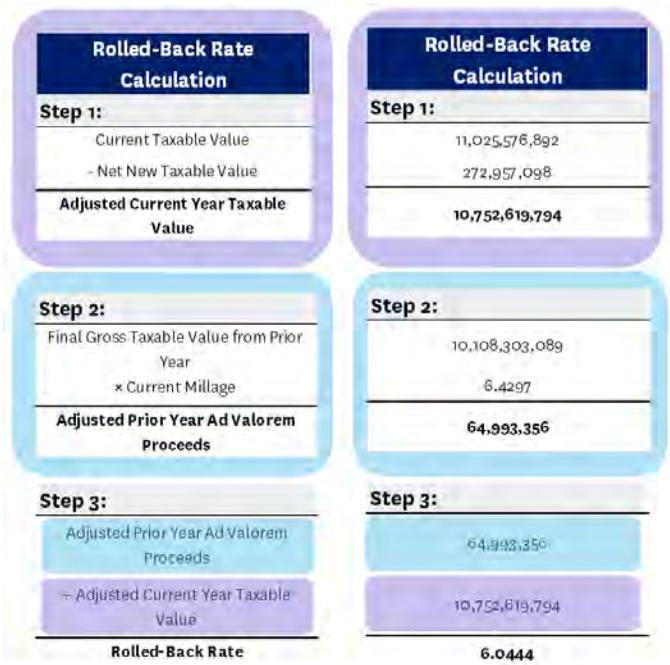 Rolled-Back Rate
Calculation
Step 1:
Current Taxable Value
- Net New Taxable Value
Adjusted Current Year Taxable
Value
Rolled-Back Rate
Calculation
Step 1:
11,025,576,892
272,957,098
10,752,619,794
Step 2:
Final Gross Taxable Value from Prior
Year
× Current Millage
Adjusted Prior Year Ad Valorem
Proceeds
Step 2:
10,108,303,089
6.4297
64,993,356
Step 3:
Adjusted Prior Year Ad Valorem
Proceeds
÷ Adjusted Current Year Taxable
Value
Rolled-Back Rate
Step 3:
64,993,356
10,752,619,794
6.0444